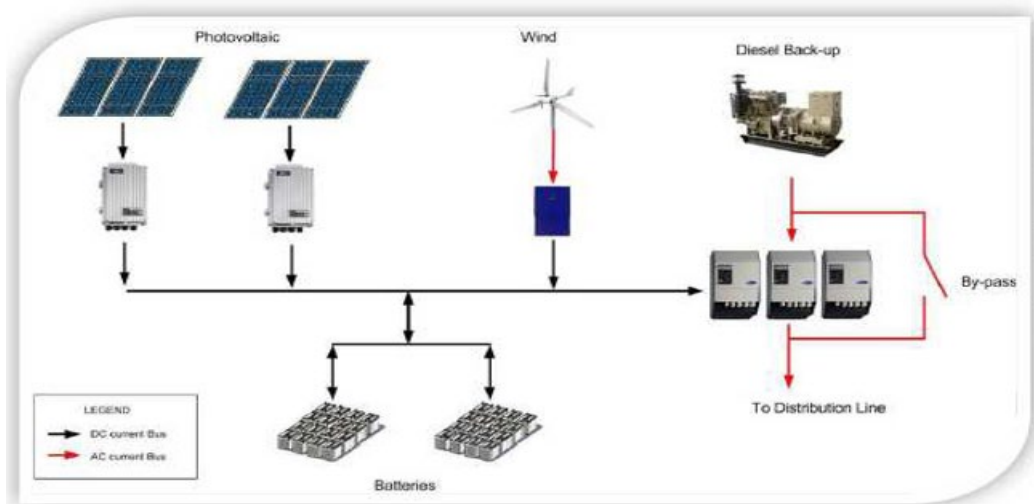 Photovoltaic
Wind
Diesel Back-up
By-pass
To Distribution Line
LEGEND
DC current Bus
AC current Bus
Batteries